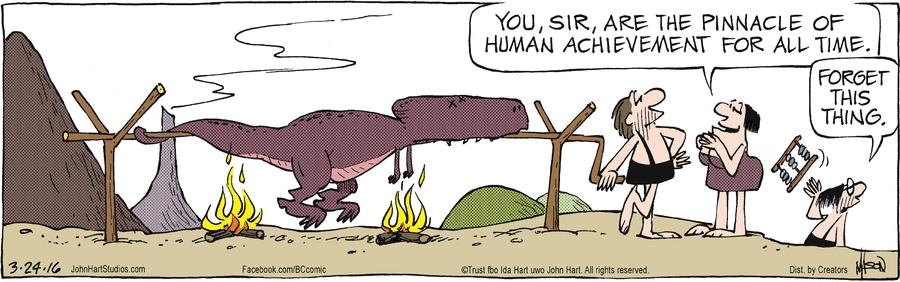 YOU, SIR, ARE THE PINNACLE OF
HUMAN ACHIEVEMENT FOR ALL TIME.
FORGET
THIS
THING.
3-24-16 JohnHartStudios.com Facebook.com/BCcomic ©Trust fbo Ida Hart uwo John Hart. All rights reserved. Dist. by Creators MASON